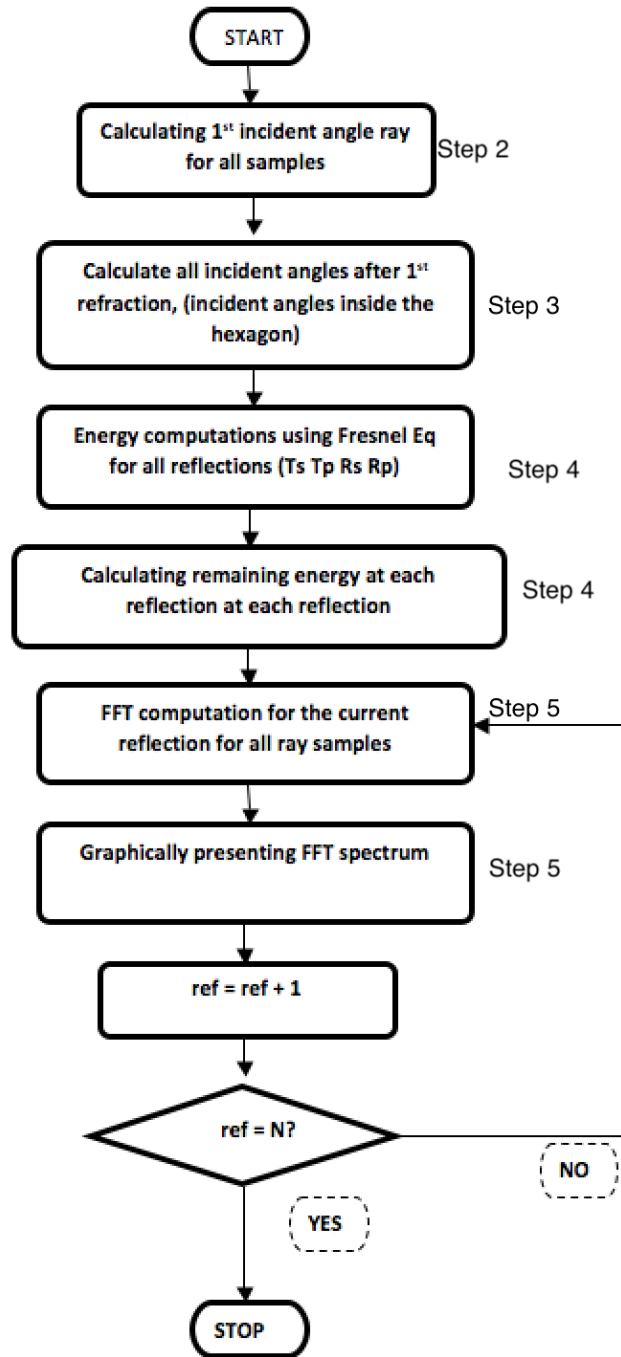 START
Calculating 1st incident angle ray
for all samples
Step 2
Calculate all incident angles after 1st
refraction, (incident angles inside the
hexagon)
Step 3
Energy computations using Fresnel Eq
for all reflections (Ts Tp Rs Rp)
Step 4
Calculating remaining energy at each
reflection at each reflection
Step 4
FFT computation for the current
reflection for all ray samples
Step 5
Graphically presenting FFT spectrum
Step 5
ref = ref + 1
ref = N?
NO
YES
STOP